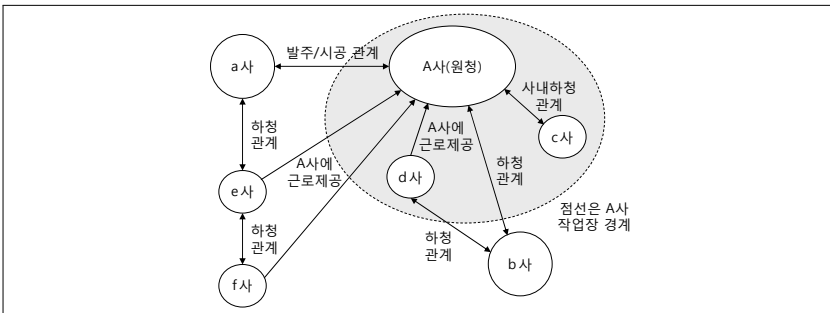 발주/시공 관계
a사
A사(원청)
사내하청
관계
c사
하청
관계
A사에
근로제공
A사에
근로제공
하청
관계
d사
e사
점선은 A사
작업장 경계
하청
관계
하청
관계
b사
f사